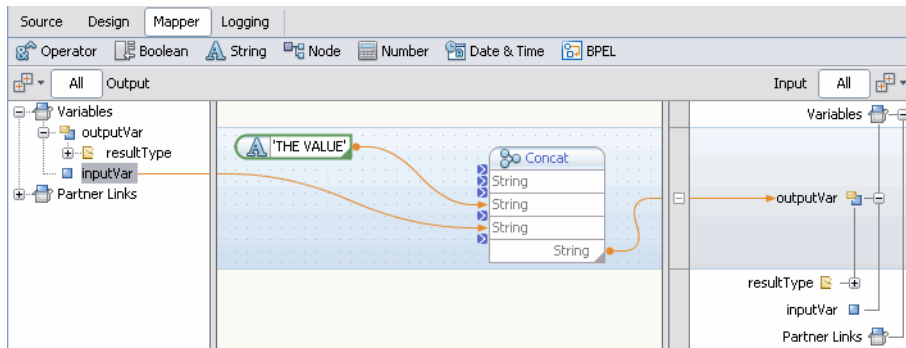 Source Design Mapper Logging
Operator Boolean String Node Number Date & Time BPEL
All Output Input All
Variables
outputVar
resultType
inputVar
Partner Links
'THE VALUE'
Concat
String
String
String
String
Variables
outputVar
resultType
inputVar
Partner Links